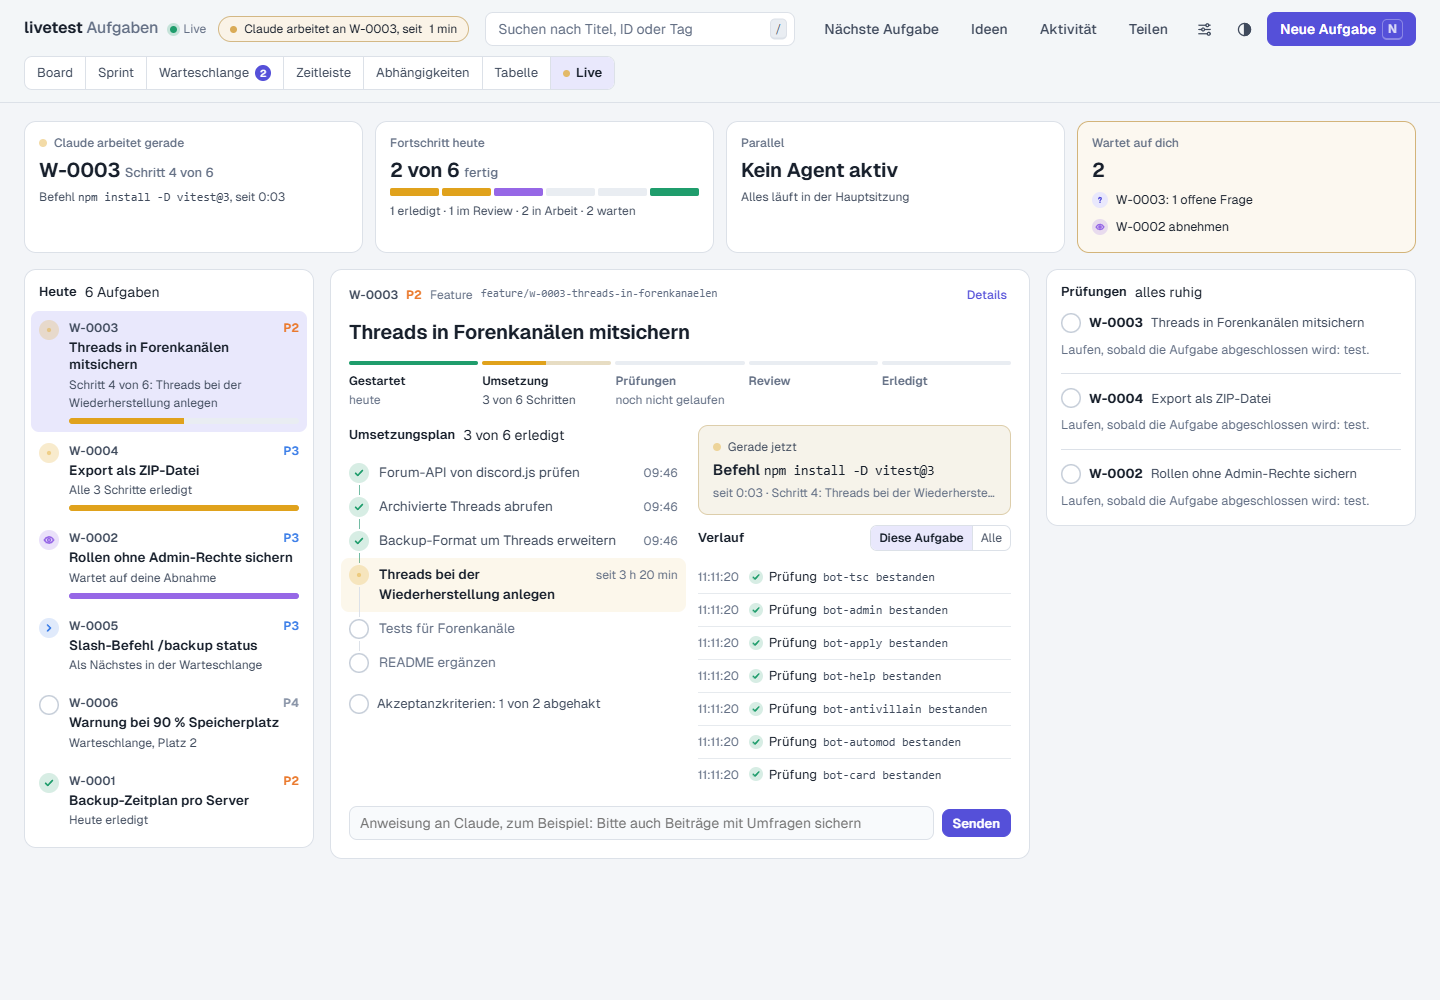 livetest Aufgaben
Live
Claude arbeitet an W-0003, seit 1 min
Suchen nach Titel, ID oder Tag
/
Nächste Aufgabe
Ideen
Aktivität
Teilen
Neue Aufgabe N
Board
Sprint
Warteschlange 2
Zeitleiste
Abhängigkeiten
Tabelle
Live
Claude arbeitet gerade
W-0003 Schritt 4 von 6
Befehl npm install -D vitest@3, seit 0:03
Fortschritt heute
2 von 6 fertig
1 erledigt · 1 im Review · 2 in Arbeit · 2 warten
Parallel
Kein Agent aktiv
Alles läuft in der Hauptsitzung
Wartet auf dich
2
? W-0003: 1 offene Frage
W-0002 abnehmen
Heute 6 Aufgaben
W-0003 P2
Threads in Forenkanälen
mitsichern
Schritt 4 von 6: Threads bei der
Wiederherstellung anlegen
W-0004 P3
Export als ZIP-Datei
Alle 3 Schritte erledigt
W-0002 P3
Rollen ohne Admin-Rechte sichern
Wartet auf deine Abnahme
W-0005 P3
Slash-Befehl /backup status
Als Nächstes in der Warteschlange
W-0006 P4
Warnung bei 90 % Speicherplatz
Warteschlange, Platz 2
W-0001 P2
Backup-Zeitplan pro Server
Heute erledigt
W-0003 P2 Feature feature/w-0003-threads-in-forenkanaelen
Details
Threads in Forenkanälen mitsichern
Gestartet
heute
Umsetzung
3 von 6 Schritten
Prüfungen
noch nicht gelaufen
Review
Erledigt
Umsetzungsplan 3 von 6 erledigt
Forum-API von discord.js prüfen 09:46
Archivierte Threads abrufen 09:46
Backup-Format um Threads erweitern 09:46
Threads bei der seit 3 h 20 min
Wiederherstellung anlegen
Tests für Forenkanäle
README ergänzen
Akzeptanzkriterien: 1 von 2 abgehakt
Gerade jetzt
Befehl npm install -D vitest@3
seit 0:03 · Schritt 4: Threads bei der Wiederherste…
Verlauf
Diese Aufgabe
Alle
11:11:20 Prüfung bot-tsc bestanden
11:11:20 Prüfung bot-admin bestanden
11:11:20 Prüfung bot-apply bestanden
11:11:20 Prüfung bot-help bestanden
11:11:20 Prüfung bot-antivillain bestanden
11:11:20 Prüfung bot-automod bestanden
11:11:20 Prüfung bot-card bestanden
Anweisung an Claude, zum Beispiel: Bitte auch Beiträge mit Umfragen sichern
Senden
Prüfungen alles ruhig
W-0003 Threads in Forenkanälen mitsichern
Laufen, sobald die Aufgabe abgeschlossen wird: test.
W-0004 Export als ZIP-Datei
Laufen, sobald die Aufgabe abgeschlossen wird: test.
W-0002 Rollen ohne Admin-Rechte sichern
Laufen, sobald die Aufgabe abgeschlossen wird: test.